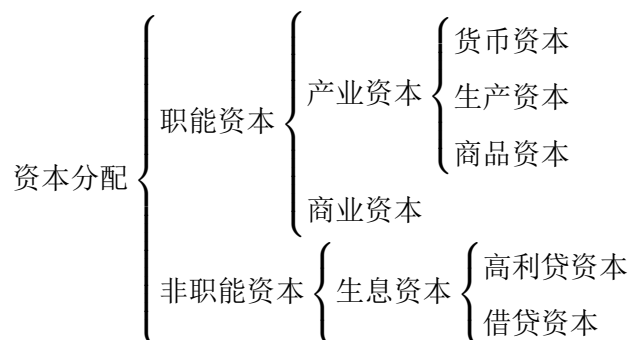 货币资本
产业资本
生产资本
职能资本
商品资本
资本分配
商业资本
高利贷资本
非职能资本
生息资本
借贷资本